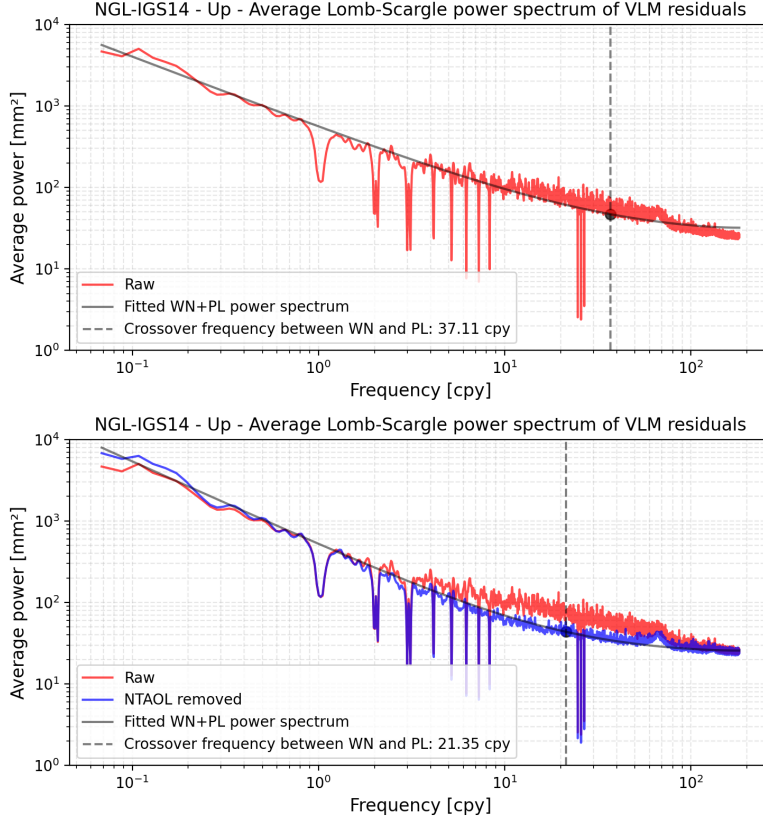 NGL-IGS14 - Up - Average Lomb-Scargle power spectrum of VLM residuals
Average power [mm²]
10⁴
10³
10²
10¹
10⁰
Raw
Fitted WN+PL power spectrum
Crossover frequency between WN and PL: 37.11 cpy
10⁻¹ 10⁰ 10¹ 10²
Frequency [cpy]
NGL-IGS14 - Up - Average Lomb-Scargle power spectrum of VLM residuals
Average power [mm²]
10⁴
10³
10²
10¹
10⁰
Raw
NTAOL removed
Fitted WN+PL power spectrum
Crossover frequency between WN and PL: 21.35 cpy
10⁻¹ 10⁰ 10¹ 10²
Frequency [cpy]